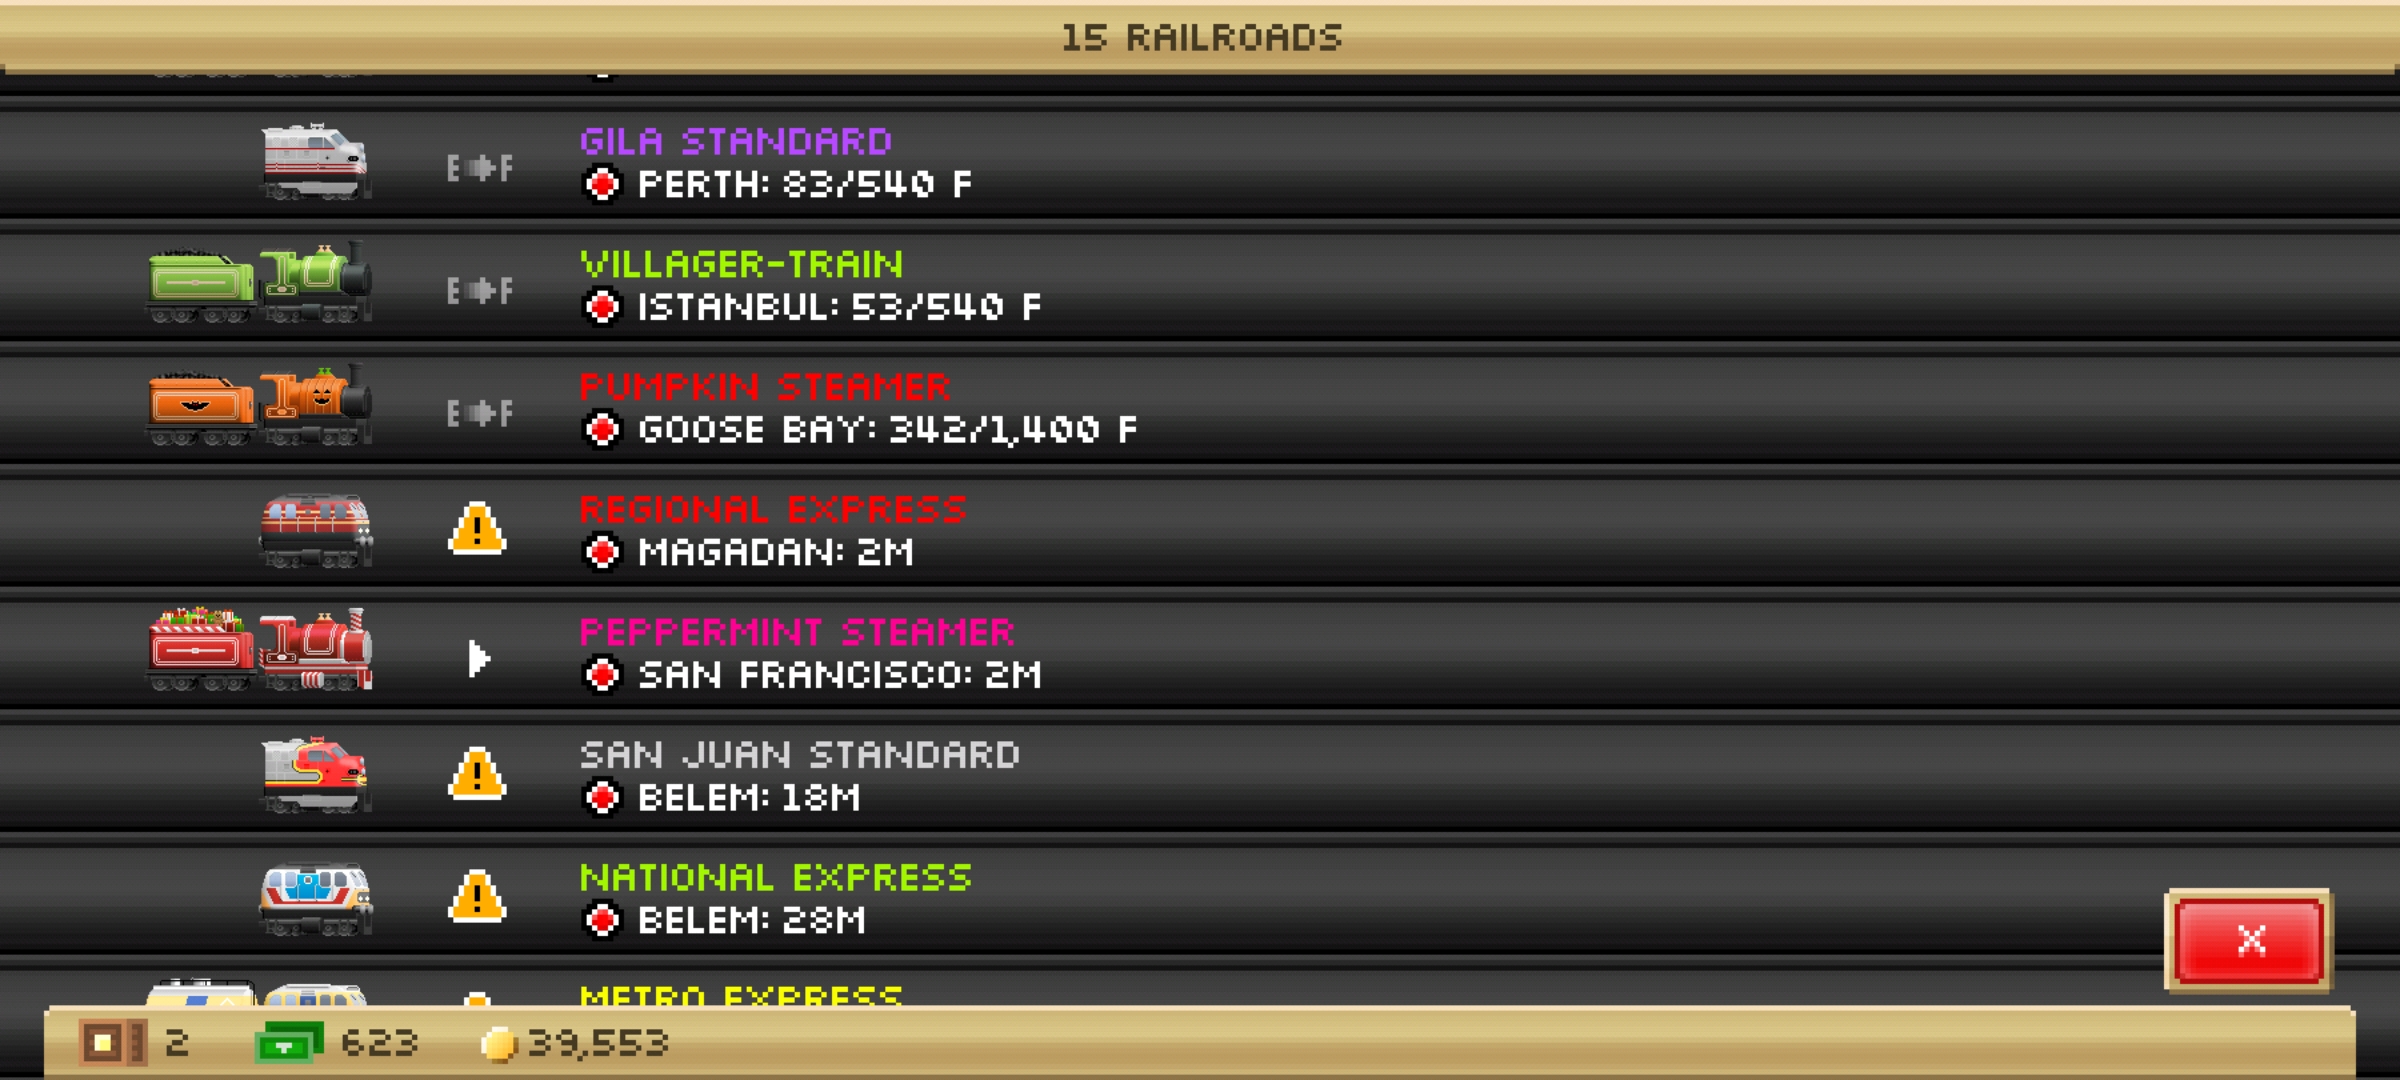 15 RAILROADS
GILA STANDARD
E F
PERTH: 83/540 F
VILLAGER-TRAIN
E F
ISTANBUL: 53/540 F
PUMPKIN STEAMER
E F
GOOSE BAY: 342/1,400 F
REGIONAL EXPRESS
MAGADAN: 2M
PEPPERMINT STEAMER
SAN FRANCISCO: 2M
SAN JUAN STANDARD
BELEM: 18M
NATIONAL EXPRESS
BELEM: 28M
X
METRO EXPRESS
2 623 39,553